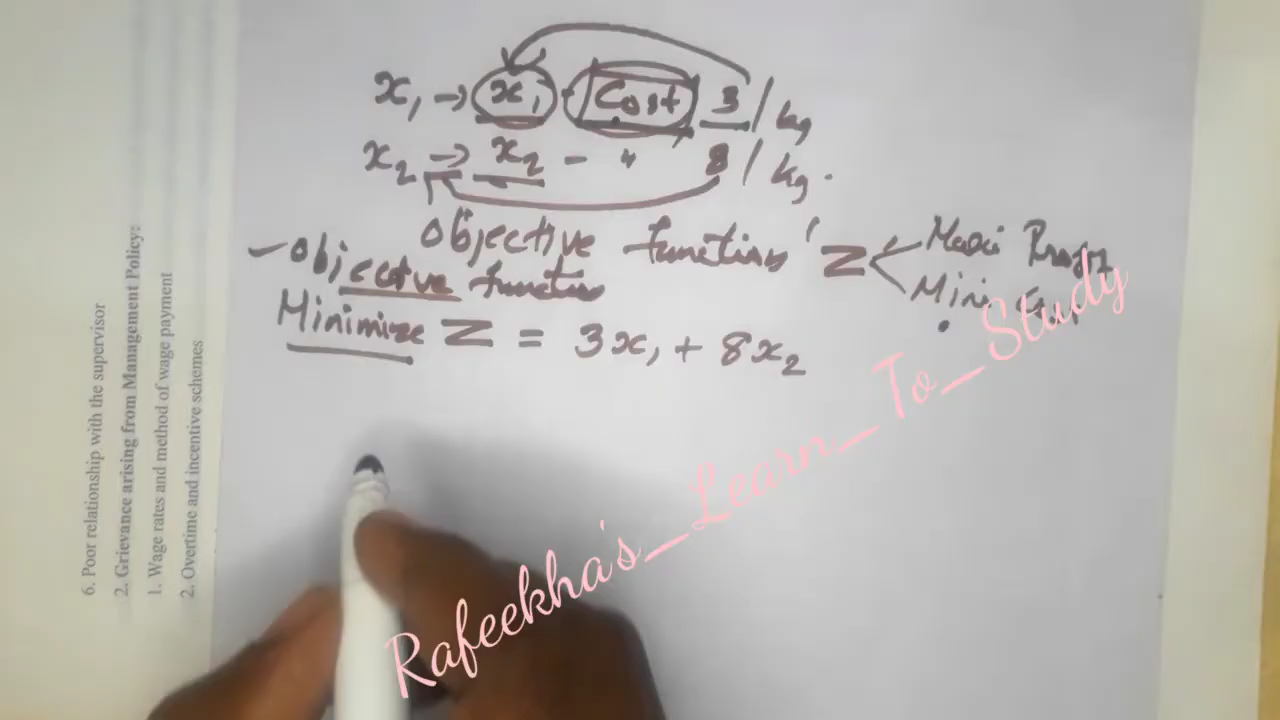 x₁ → x₁ - Cost 3 / kg
x₂ → x₂ - " 8 / kg.
Objective function Z
Maxi Profit
Mini
- Objective function
Minimize Z = 3x₁ + 8x₂
6. Poor relationship with the supervisor
2. Grievance arising from Management Policy:
1. Wage rates and method of wage payment
2. Overtime and incentive schemes
Rafeekha's_Learn_To_Study